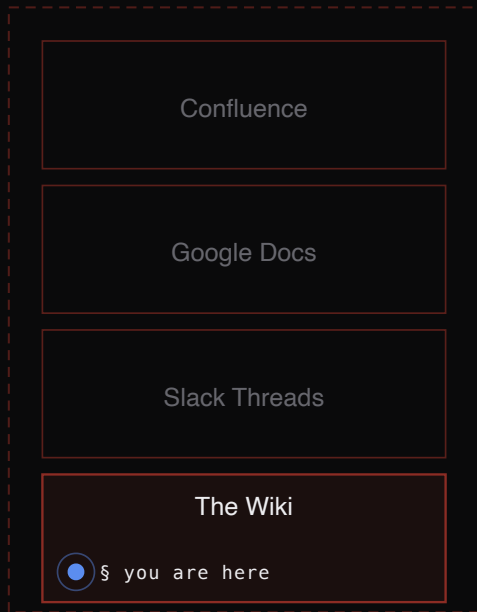 Confluence
Google Docs
Slack Threads
The Wiki
§ you are here